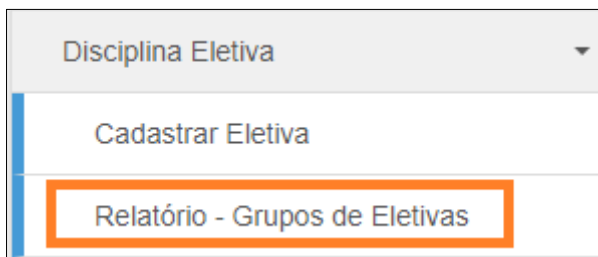 Disciplina Eletiva
Cadastrar Eletiva
Relatório - Grupos de Eletivas